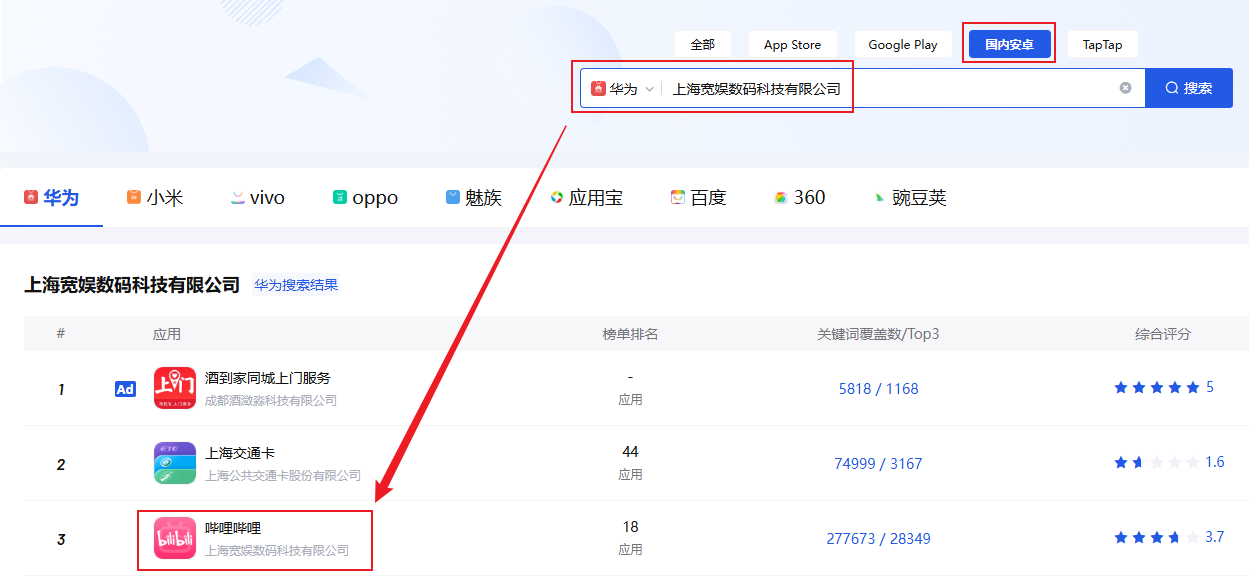 全部 App Store Google Play 国内安卓 TapTap
华为 上海宽娱数码科技有限公司 搜索
华为 小米 vivo oppo 魅族 应用宝 百度 360 豌豆荚
上海宽娱数码科技有限公司 华为搜索结果
# 应用 榜单排名 关键词覆盖数/Top3 综合评分
1 Ad 上门 酒到家同城上门服务 - 5818 / 1168 5
成都酒潋淼科技有限公司 应用
2 ETC 上海交通卡 44 74999 / 3167 1.6
上海公共交通卡股份有限公司 应用
3 bilibili 哔哩哔哩 18 277673 / 28349 3.7
上海宽娱数码科技有限公司 应用